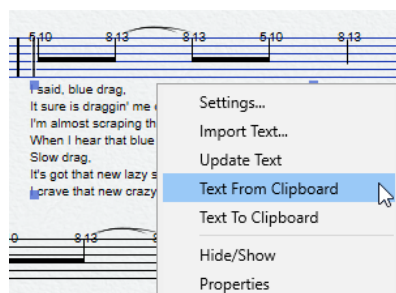 5 10 8 13 8 13 5 10 8 13
I said, blue drag,
It sure is draggin' me
I'm almost scraping th
When I hear that blue
Slow drag,
It's got that new lazy s
I crave that new crazy
Settings...
Import Text...
Update Text
Text From Clipboard
Text To Clipboard
Hide/Show
Properties
0 8 13